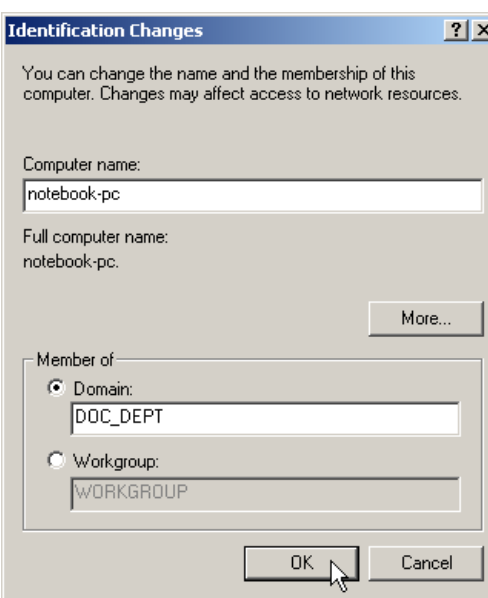 Identification Changes
You can change the name and the membership of this
computer. Changes may affect access to network resources.
Computer name:
notebook-pc
Full computer name:
notebook-pc.
More...
Member of
Domain:
DOC_DEPT
Workgroup:
WORKGROUP
OK Cancel